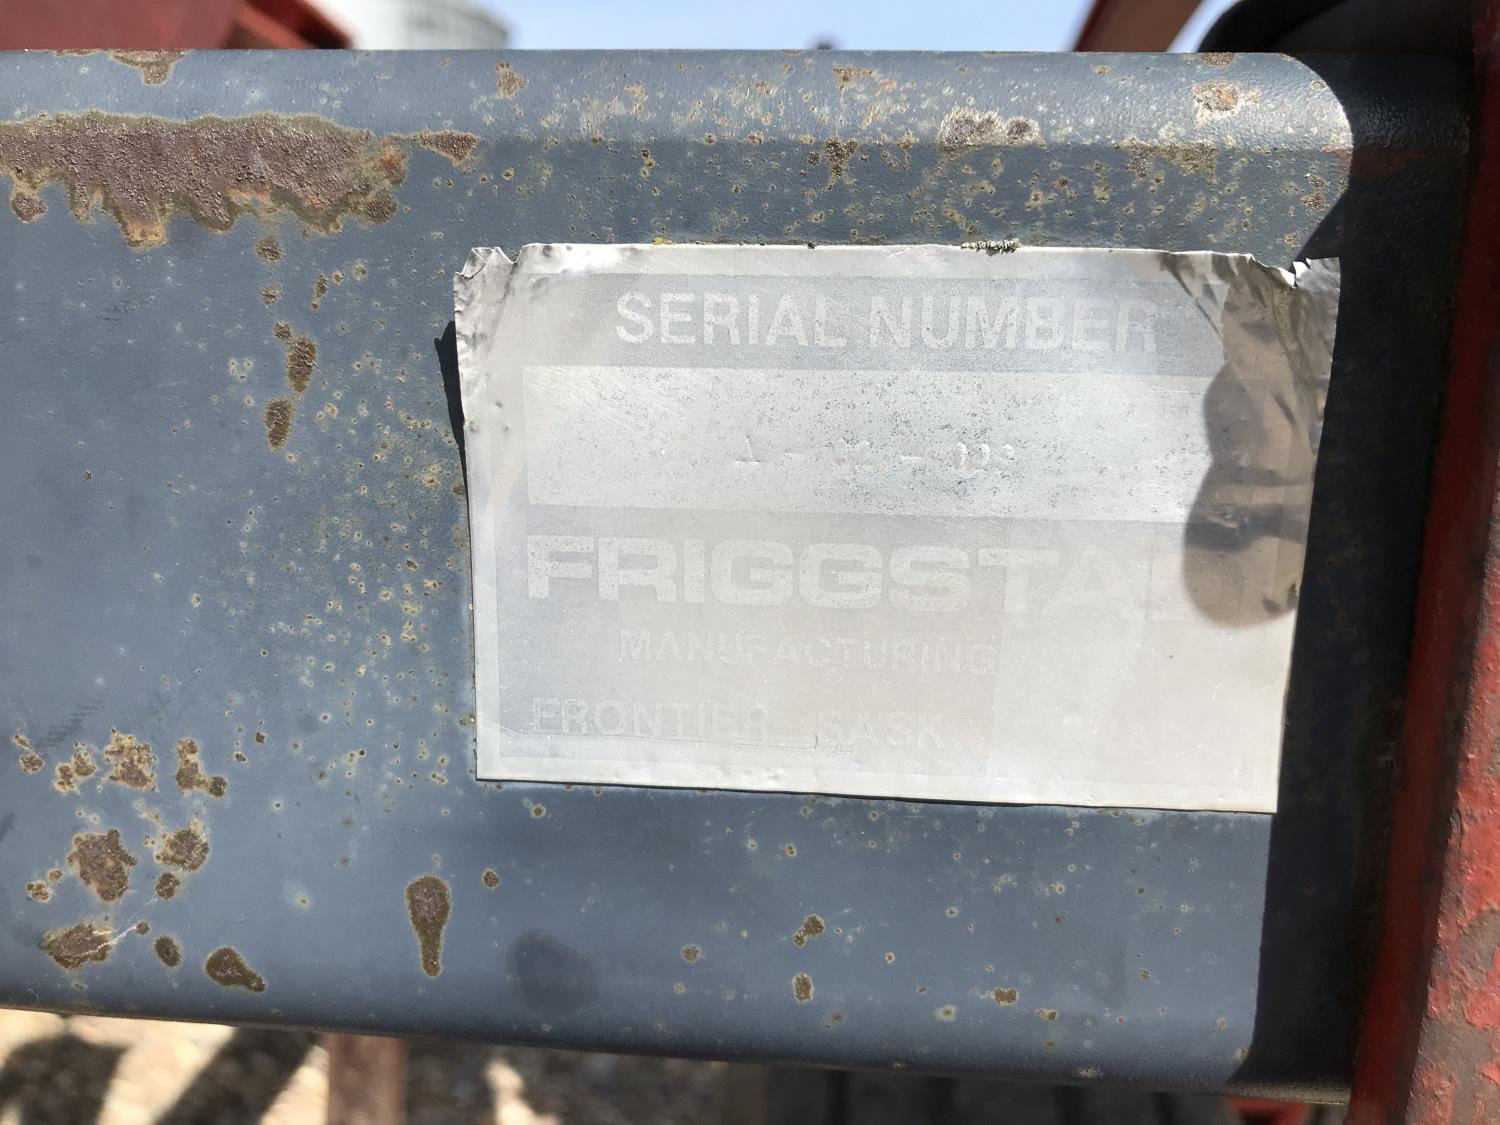 SERIAL NUMBER
FRIGGSTAD
MANUFACTURING
FRONTIER, SASK.